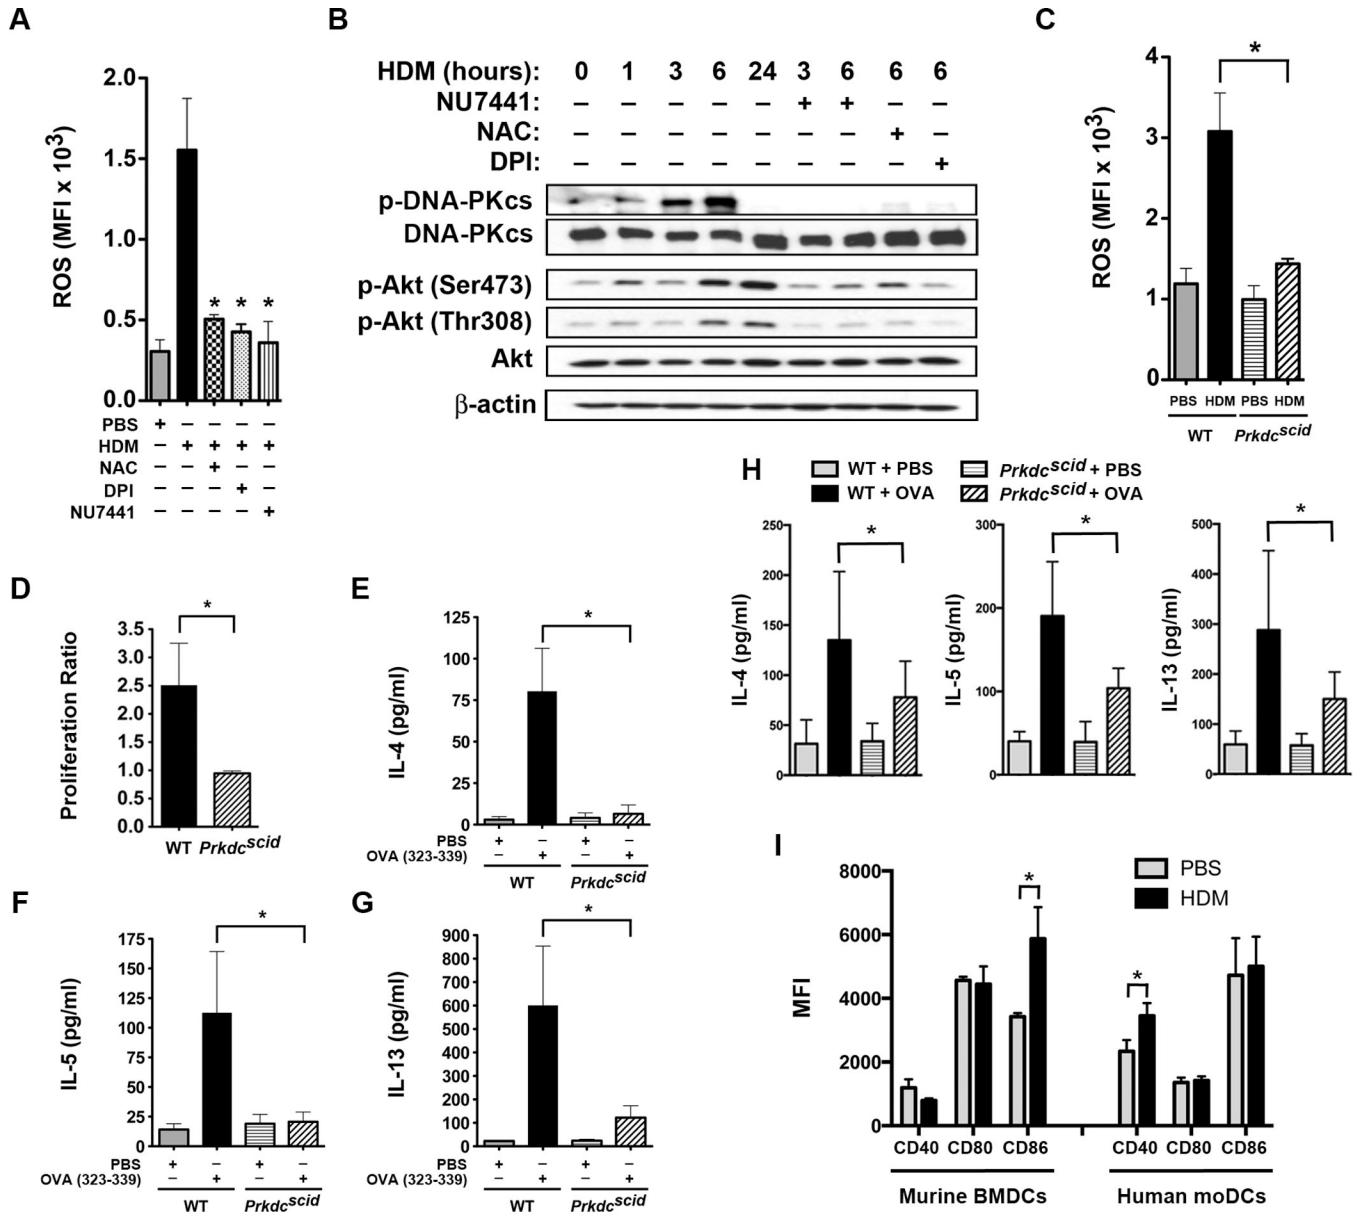 A
ROS (MFI x 10³)
2.0
1.5
1.0
0.5
0.0
PBS + – – – –
HDM – + + + +
NAC – – + – –
DPI – – – + –
NU7441 – – – – +
* * *
B
HDM (hours): 0 1 3 6 24 3 6 6 6
NU7441: – – – – – + + – –
NAC: – – – – – – – + –
DPI: – – – – – – – – +
p-DNA-PKcs
DNA-PKcs
p-Akt (Ser473)
p-Akt (Thr308)
Akt
β-actin
C
ROS (MFI x 10³)
4
3
2
1
0
*
PBS HDM PBS HDM
WT Prkdcscid
D
Proliferation Ratio
3.5
3.0
2.5
2.0
1.5
1.0
0.5
0.0
*
WT Prkdcscid
E
IL-4 (pg/ml)
125
100
75
50
25
0
*
PBS + – + –
OVA (323-339) – + – +
WT Prkdcscid
H
WT + PBS Prkdcscid + PBS
WT + OVA Prkdcscid + OVA
IL-4 (pg/ml)
250
200
150
100
50
0
*
IL-5 (pg/ml)
300
200
100
0
*
IL-13 (pg/ml)
500
400
300
200
100
0
*
F
IL-5 (pg/ml)
175
150
125
100
75
50
25
0
*
PBS + – + –
OVA (323-339) – + – +
WT Prkdcscid
G
IL-13 (pg/ml)
900
800
700
600
500
400
300
200
100
0
*
PBS + – + –
OVA (323-339) – + – +
WT Prkdcscid
I
MFI
8000
6000
4000
2000
0
PBS
HDM
* *
CD40 CD80 CD86 CD40 CD80 CD86
Murine BMDCs Human moDCs